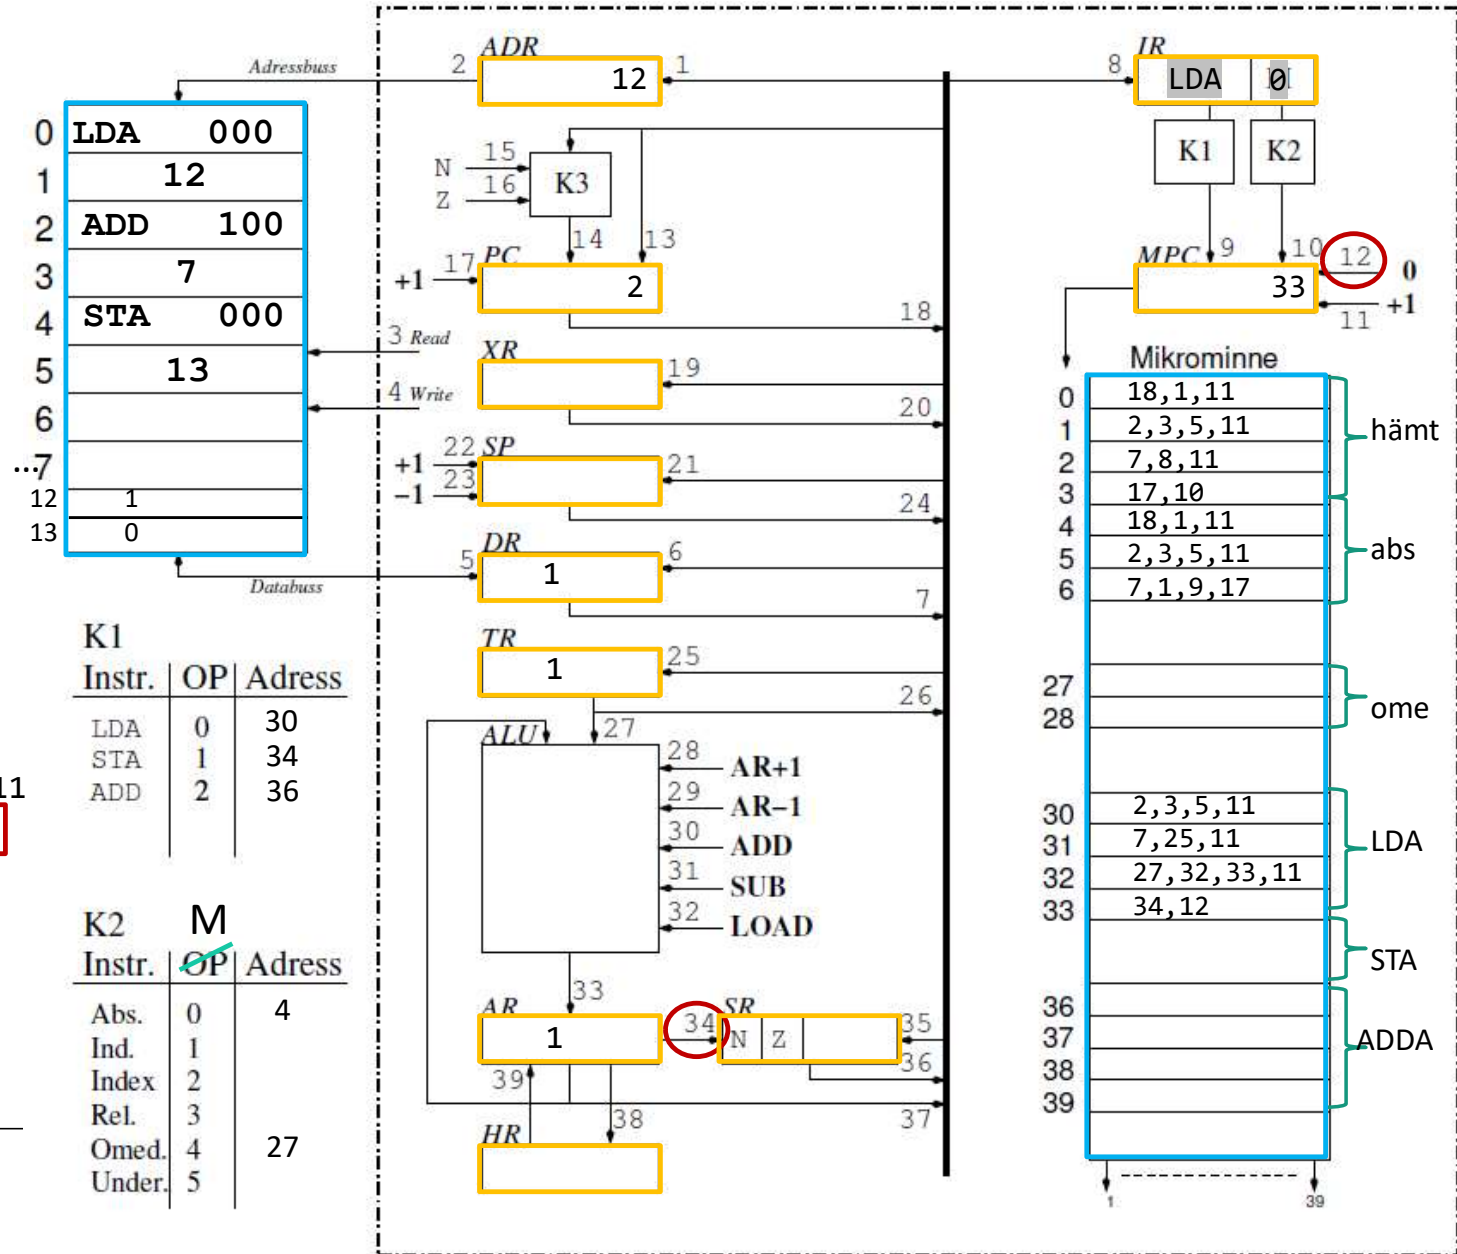 ADR
IR
Adressbuss
2
12
1
8
LDA
0
0 LDA 000
1 12
2 ADD 100
3 7
4 STA 000
5 13
6
...7
12 1
13 0
N 15
Z 16
K3
K1
K2
14
13
PC
+1 17
2
18
MPC
9
10
12
0
33
+1
11
3 Read
4 Write
XR
19
20
+1 22
−1 23
SP
21
24
DR
5
1
6
7
Databuss
TR
1
25
26
27
ALU
28 AR+1
29 AR−1
30 ADD
31 SUB
32 LOAD
33
AR
1
34
SR
N Z
35
36
37
39
38
HR
Mikrominne
0 18,1,11
1 2,3,5,11
2 7,8,11
3 17,10
hämt
4 18,1,11
5 2,3,5,11
6 7,1,9,17
abs
27
28
ome
30 2,3,5,11
31 7,25,11
32 27,32,33,11
33 34,12
LDA
STA
36
37
38
39
ADDA
1
39
K1
Instr. OP Adress
LDA 0 30
STA 1 34
ADD 2 36
11
K2
M
Instr. OP Adress
Abs. 0 4
Ind. 1
Index 2
Rel. 3
Omed. 4 27
Under. 5